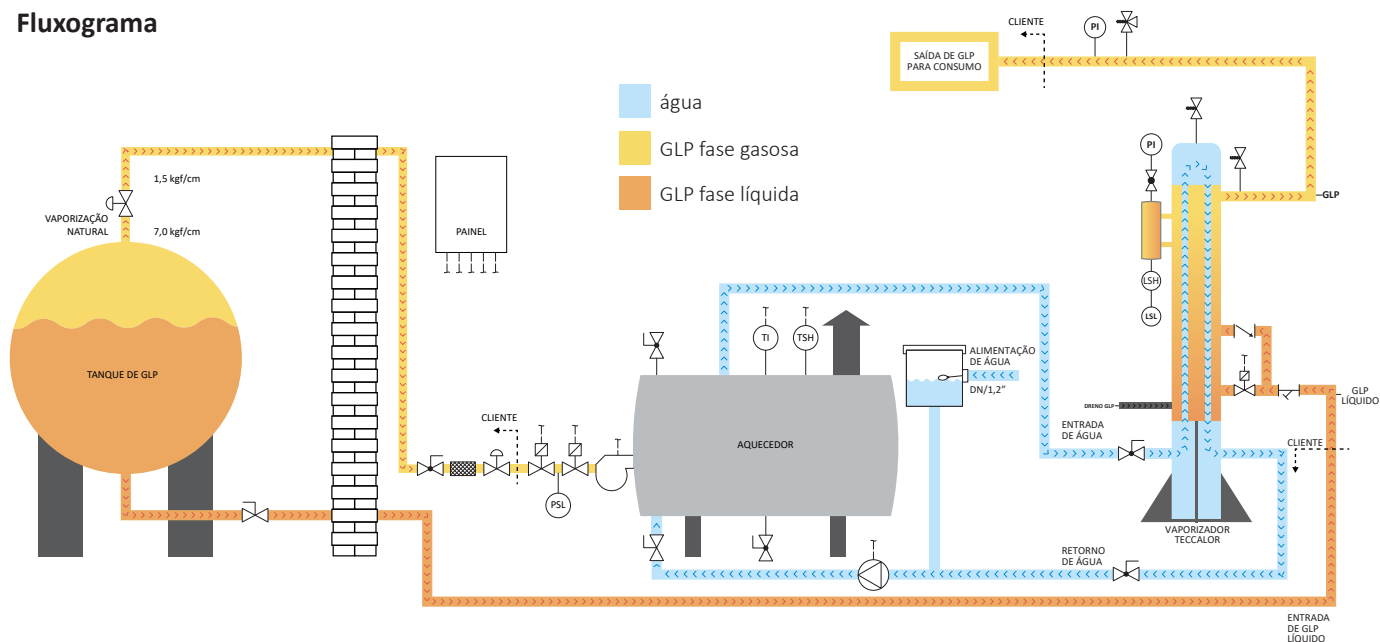 Fluxograma
CLIENTE
PI
SAÍDA DE GLP
PARA CONSUMO
água
GLP fase gasosa
GLP fase líquida
PI
1,5 kgf/cm
VAPORIZAÇÃO
NATURAL
7,0 kgf/cm
PAINEL
GLP
LSH
LSL
TI
TSH
ALIMENTAÇÃO
DE ÁGUA
DN/1,2"
TANQUE DE GLP
GLP
LÍQUIDO
DRENO GLP
ENTRADA
DE ÁGUA
CLIENTE
AQUECEDOR
CLIENTE
PSL
VAPORIZADOR
TECCALOR
RETORNO
DE ÁGUA
ENTRADA
DE GLP
LÍQUIDO